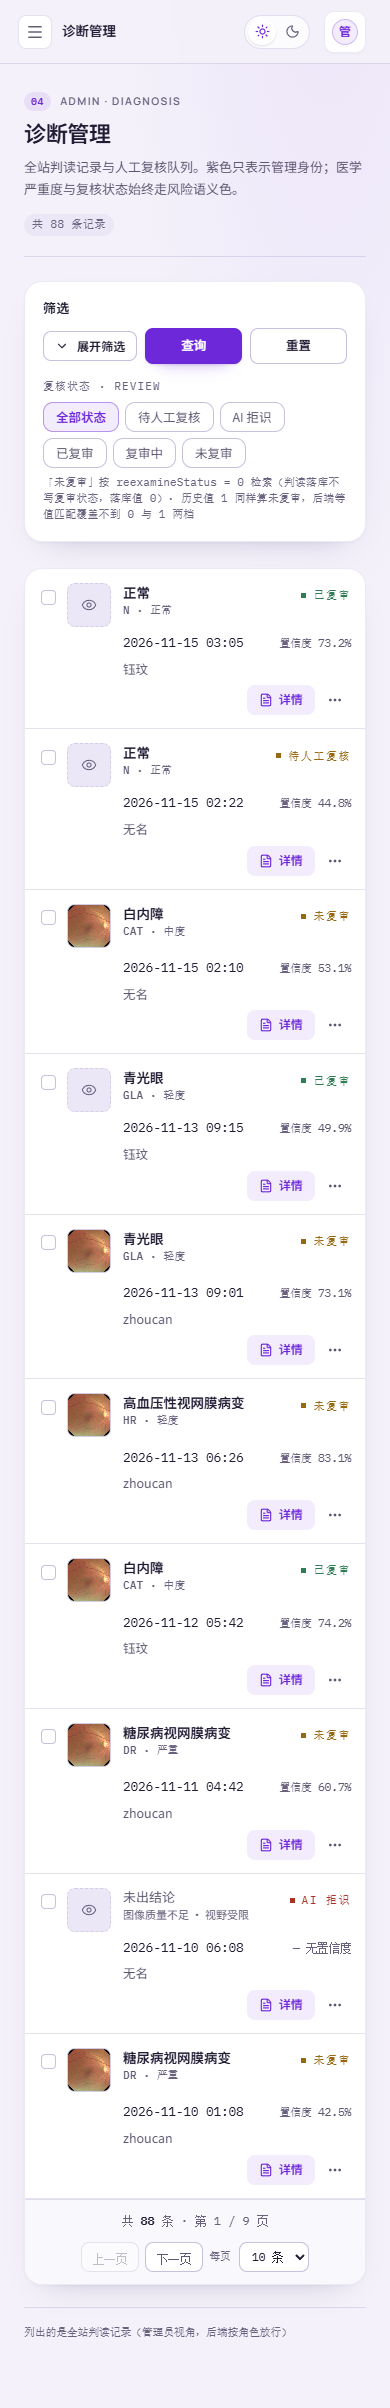 诊断管理
管
04 ADMIN · DIAGNOSIS
诊断管理
全站判读记录与人工复核队列。紫色只表示管理身份；医学
严重度与复核状态始终走风险语义色。
共 88 条记录
筛选
展开筛选 查询 重置
复核状态 · REVIEW
全部状态 待人工复核 AI 拒识
已复审 复审中 未复审
「未复审」按 reexamineStatus = 0 检索（判读落库不
写复审状态，落库值 0）· 历史值 1 同样算未复审，后端等
值匹配覆盖不到 0 与 1 两档
正常 已复审
N · 正常
2026-11-15 03:05 置信度 73.2%
钰玟
详情
正常 待人工复核
N · 正常
2026-11-15 02:22 置信度 44.8%
无名
详情
白内障 未复审
CAT · 中度
2026-11-15 02:10 置信度 53.1%
无名
详情
青光眼 已复审
GLA · 轻度
2026-11-13 09:15 置信度 49.9%
钰玟
详情
青光眼 未复审
GLA · 轻度
2026-11-13 09:01 置信度 73.1%
zhoucan
详情
高血压性视网膜病变 未复审
HR · 轻度
2026-11-13 06:26 置信度 83.1%
zhoucan
详情
白内障 已复审
CAT · 中度
2026-11-12 05:42 置信度 74.2%
钰玟
详情
糖尿病视网膜病变 未复审
DR · 严重
2026-11-11 04:42 置信度 60.7%
zhoucan
详情
未出结论 AI 拒识
图像质量不足 · 视野受限
2026-11-10 06:08 — 无置信度
无名
详情
糖尿病视网膜病变 未复审
DR · 严重
2026-11-10 01:08 置信度 42.5%
zhoucan
详情
共 88 条 · 第 1 / 9 页
上一页 下一页 每页 10 条
列出的是全站判读记录（管理员视角，后端按角色放行）